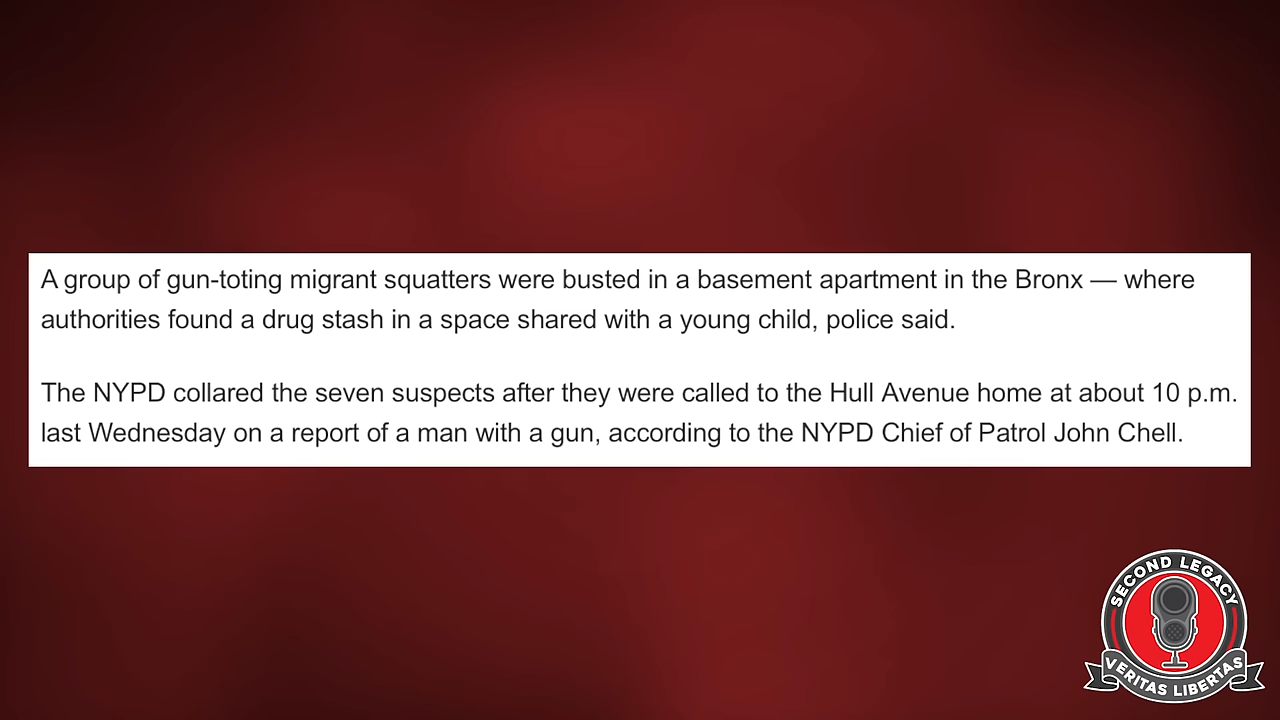 A group of gun-toting migrant squatters were busted in a basement apartment in the Bronx — where
authorities found a drug stash in a space shared with a young child, police said.
The NYPD collared the seven suspects after they were called to the Hull Avenue home at about 10 p.m.
last Wednesday on a report of a man with a gun, according to the NYPD Chief of Patrol John Chell.
SECOND LEGACY
VERITAS LIBERTAS